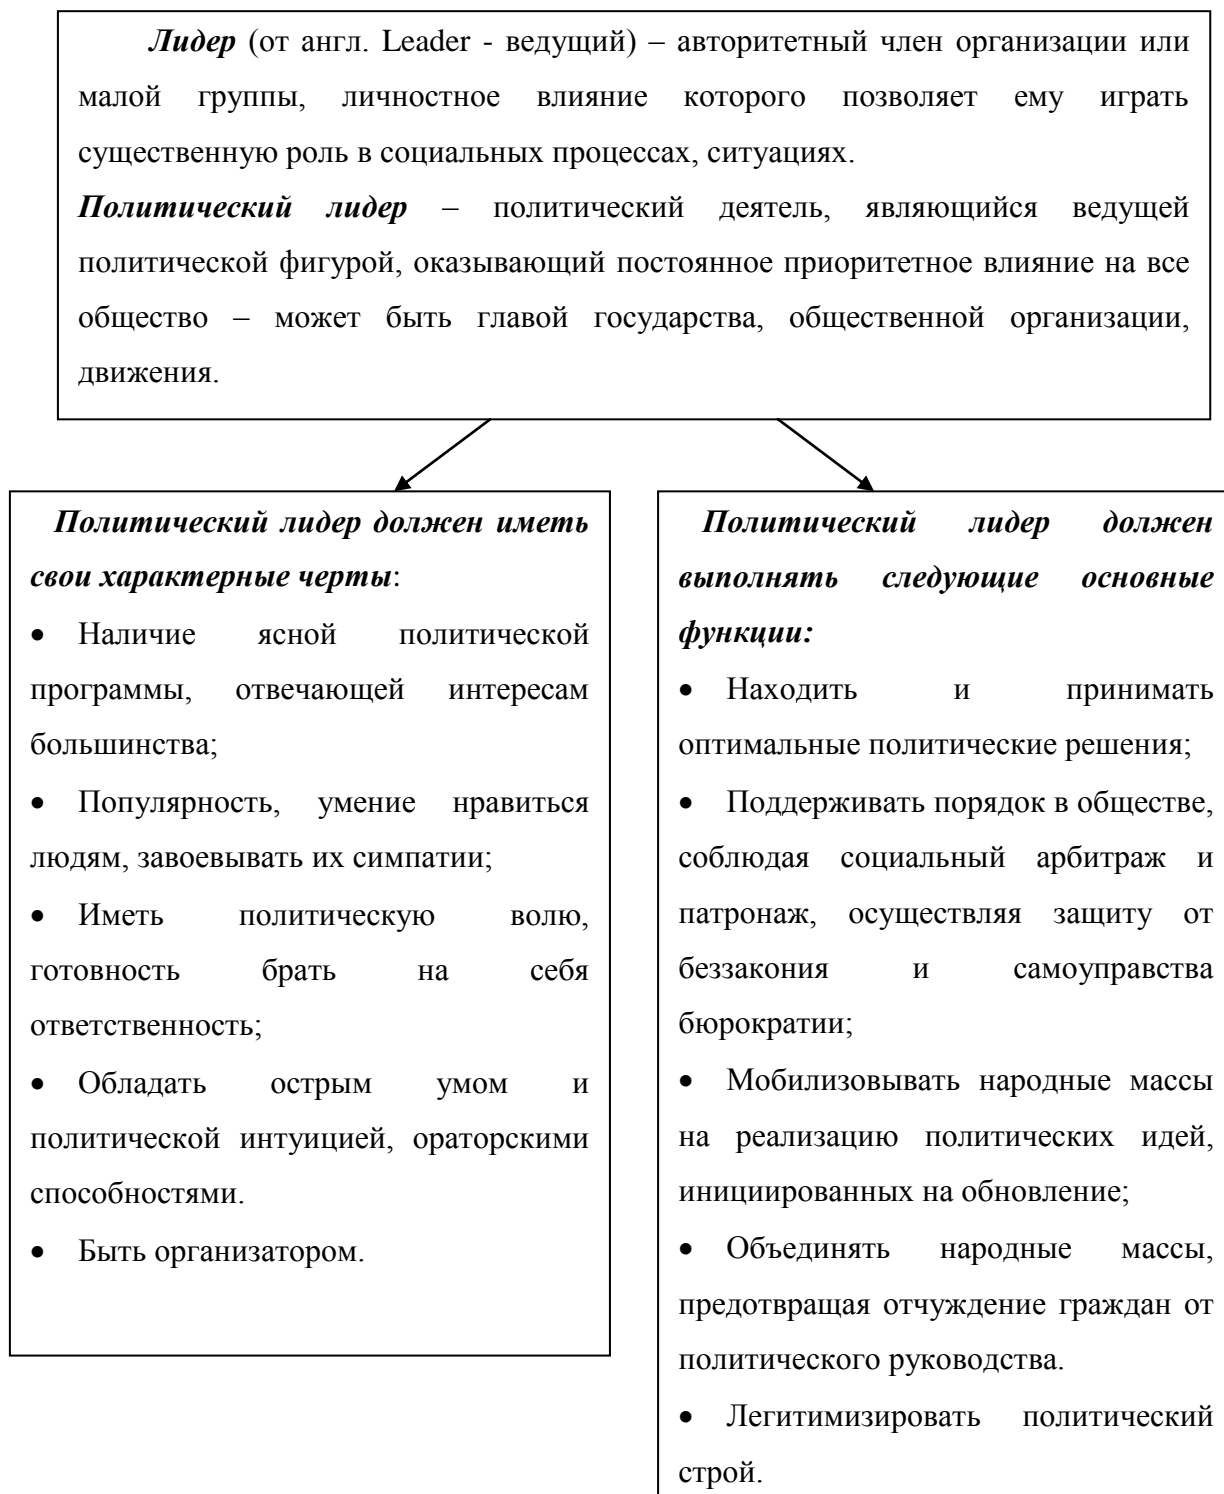 Лидер (от англ. Leader - ведущий) – авторитетный член организации или
малой группы, личностное влияние которого позволяет ему играть
существенную роль в социальных процессах, ситуациях.
Политический лидер – политический деятель, являющийся ведущей
политической фигурой, оказывающий постоянное приоритетное влияние на все
общество – может быть главой государства, общественной организации,
движения.
Политический лидер должен иметь
свои характерные черты:
• Наличие ясной политической
программы, отвечающей интересам
большинства;
• Популярность, умение нравиться
людям, завоевывать их симпатии;
• Иметь политическую волю,
готовность брать на себя
ответственность;
• Обладать острым умом и
политической интуицией, ораторскими
способностями.
• Быть организатором.
Политический лидер должен
выполнять следующие основные
функции:
• Находить и принимать
оптимальные политические решения;
• Поддерживать порядок в обществе,
соблюдая социальный арбитраж и
патронаж, осуществляя защиту от
беззакония и самоуправства
бюрократии;
• Мобилизовывать народные массы
на реализацию политических идей,
инициированных на обновление;
• Объединять народные массы,
предотвращая отчуждение граждан от
политического руководства.
• Легитимизировать политический
строй.